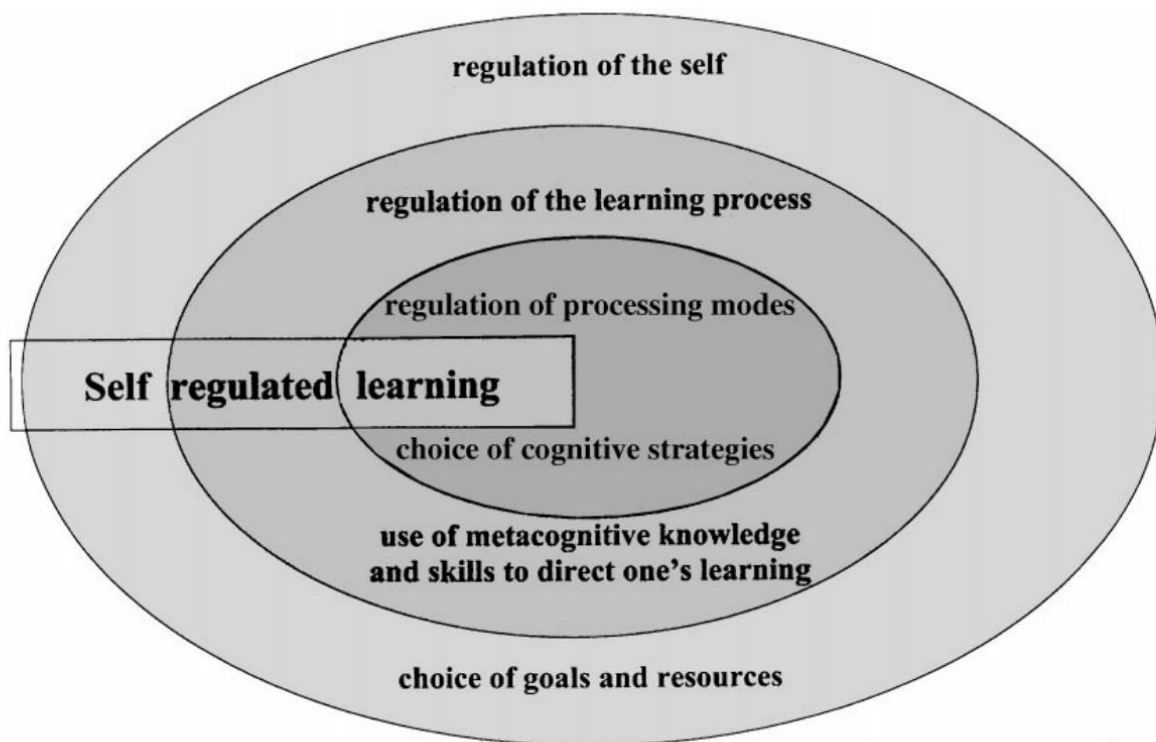 regulation of the self
regulation of the learning process
regulation of processing modes
Self regulated learning
choice of cognitive strategies
use of metacognitive knowledge
and skills to direct one's learning
choice of goals and resources